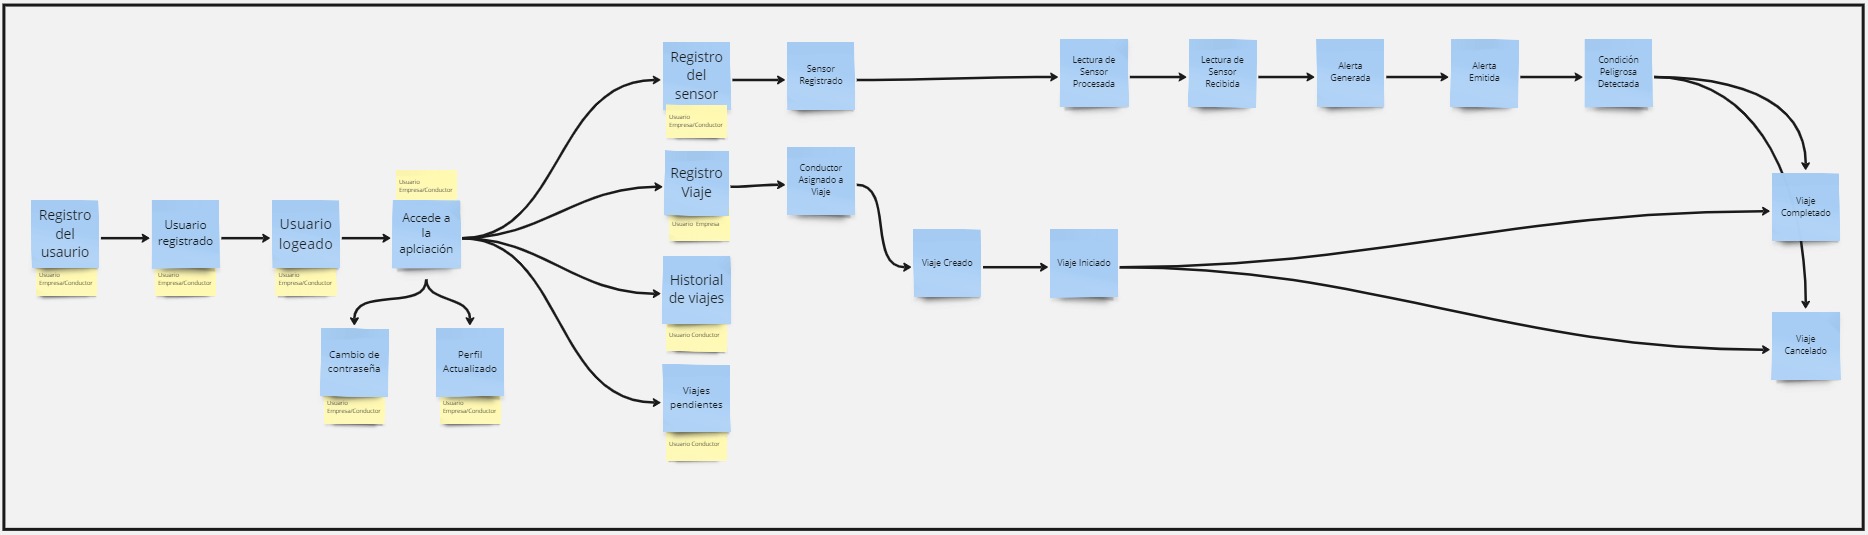 Registro
del
usaurio
Usuario
Empresa/Conductor
Usuario
registrado
Usuario
Empresa/Conductor
Usuario
logeado
Usuario
Empresa/Conductor
Usuario
Empresa/Conductor
Accede a
la
aplciación
Cambio de
contraseña
Usuario
Empresa/Conductor
Perfil
Actualizado
Usuario
Empresa/Conductor
Registro
del
sensor
Usuario
Empresa/Conductor
Sensor
Registrado
Lectura de
Sensor
Procesada
Lectura de
Sensor
Recibida
Alerta
Generada
Alerta
Emitida
Condición
Peligrosa
Detectada
Registro
Viaje
Usuario Empresa
Conductor
Asignado a
Viaje
Viaje Creado
Viaje Iniciado
Viaje
Completado
Viaje
Cancelado
Historial
de viajes
Usuario Conductor
Viajes
pendientes
Usuario Conductor